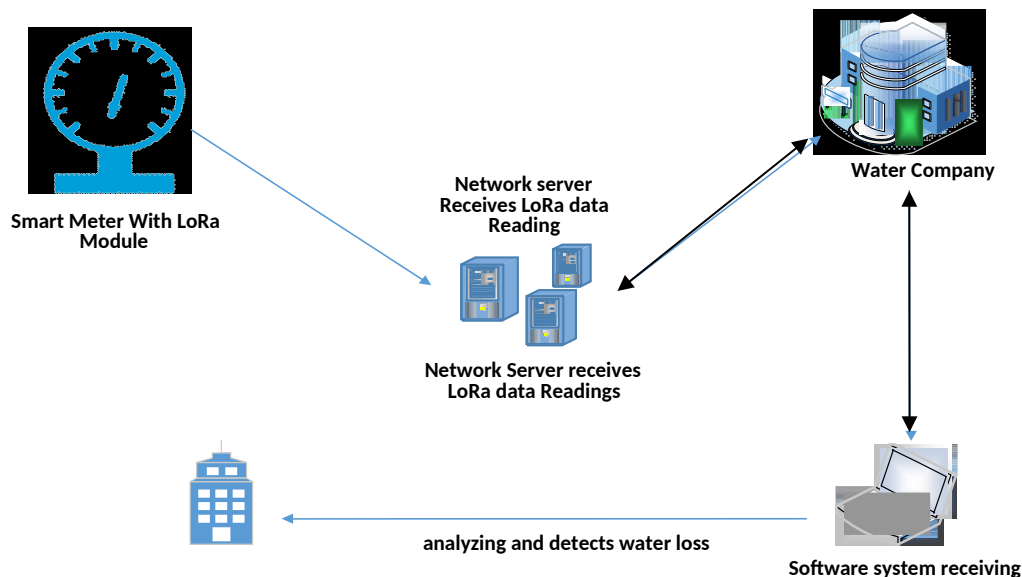 Water Company
Network server
Receives LoRa data
Reading
Smart Meter With LoRa
Module
Network Server receives
LoRa data Readings
analyzing and detects water loss
Software system receiving